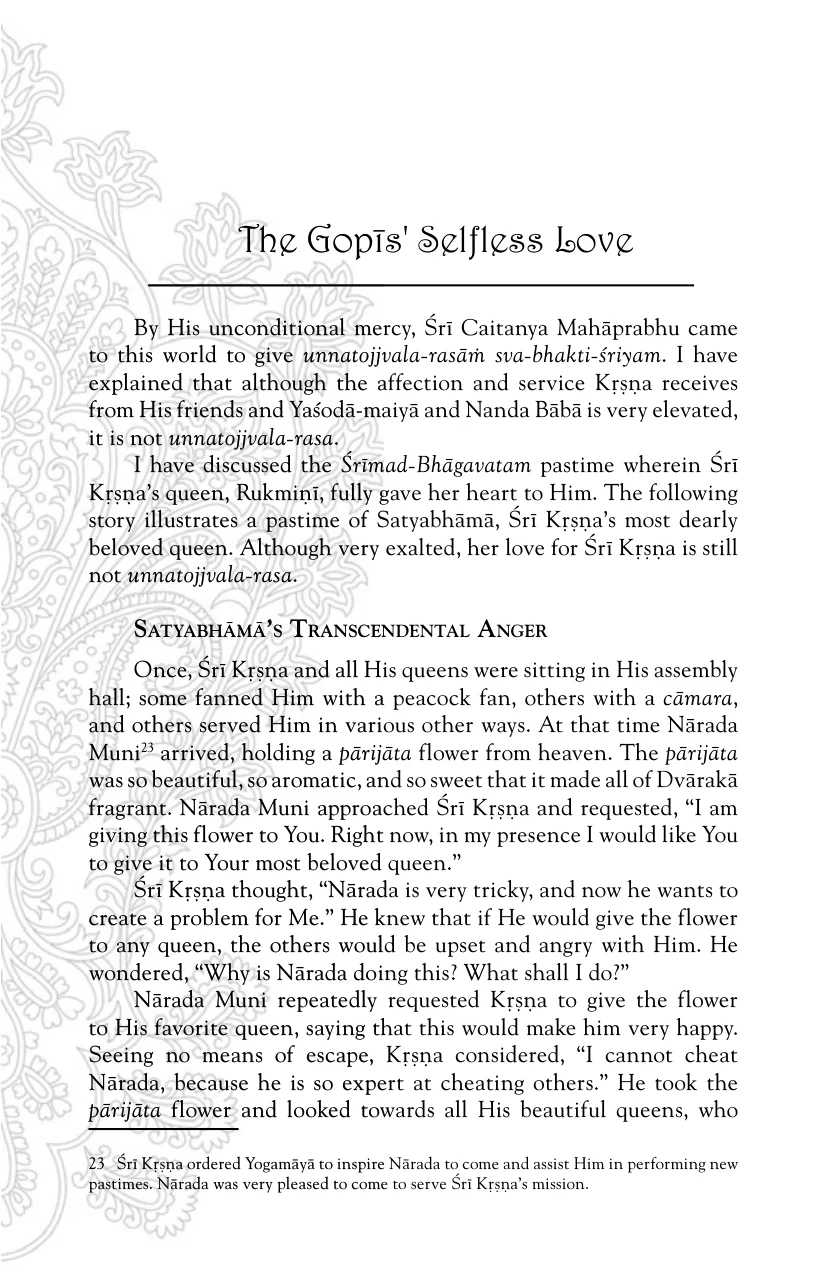 The Gopīs' Selfless Love
By His unconditional mercy, Śrī Caitanya Mahāprabhu came
to this world to give unnatojjvala-rasāṁ sva-bhakti-śriyam. I have
explained that although the affection and service Kṛṣṇa receives
from His friends and Yaśodā-maiyā and Nanda Bābā is very elevated,
it is not unnatojjvala-rasa.
I have discussed the Śrīmad-Bhāgavatam pastime wherein Śrī
Kṛṣṇa’s queen, Rukmiṇī, fully gave her heart to Him. The following
story illustrates a pastime of Satyabhāmā, Śrī Kṛṣṇa’s most dearly
beloved queen. Although very exalted, her love for Śrī Kṛṣṇa is still
not unnatojjvala-rasa.
Satyabhāmā’s Transcendental Anger
Once, Śrī Kṛṣṇa and all His queens were sitting in His assembly
hall; some fanned Him with a peacock fan, others with a cāmara,
and others served Him in various other ways. At that time Nārada
Muni23 arrived, holding a pārijāta flower from heaven. The pārijāta
was so beautiful, so aromatic, and so sweet that it made all of Dvārakā
fragrant. Nārada Muni approached Śrī Kṛṣṇa and requested, “I am
giving this flower to You. Right now, in my presence I would like You
to give it to Your most beloved queen.”
Śrī Kṛṣṇa thought, “Nārada is very tricky, and now he wants to
create a problem for Me.” He knew that if He would give the flower
to any queen, the others would be upset and angry with Him. He
wondered, “Why is Nārada doing this? What shall I do?”
Nārada Muni repeatedly requested Kṛṣṇa to give the flower
to His favorite queen, saying that this would make him very happy.
Seeing no means of escape, Kṛṣṇa considered, “I cannot cheat
Nārada, because he is so expert at cheating others.” He took the
pārijāta flower and looked towards all His beautiful queens, who
23 Śrī Kṛṣṇa ordered Yogamāyā to inspire Nārada to come and assist Him in performing new
pastimes. Nārada was very pleased to come to serve Śrī Kṛṣṇa’s mission.